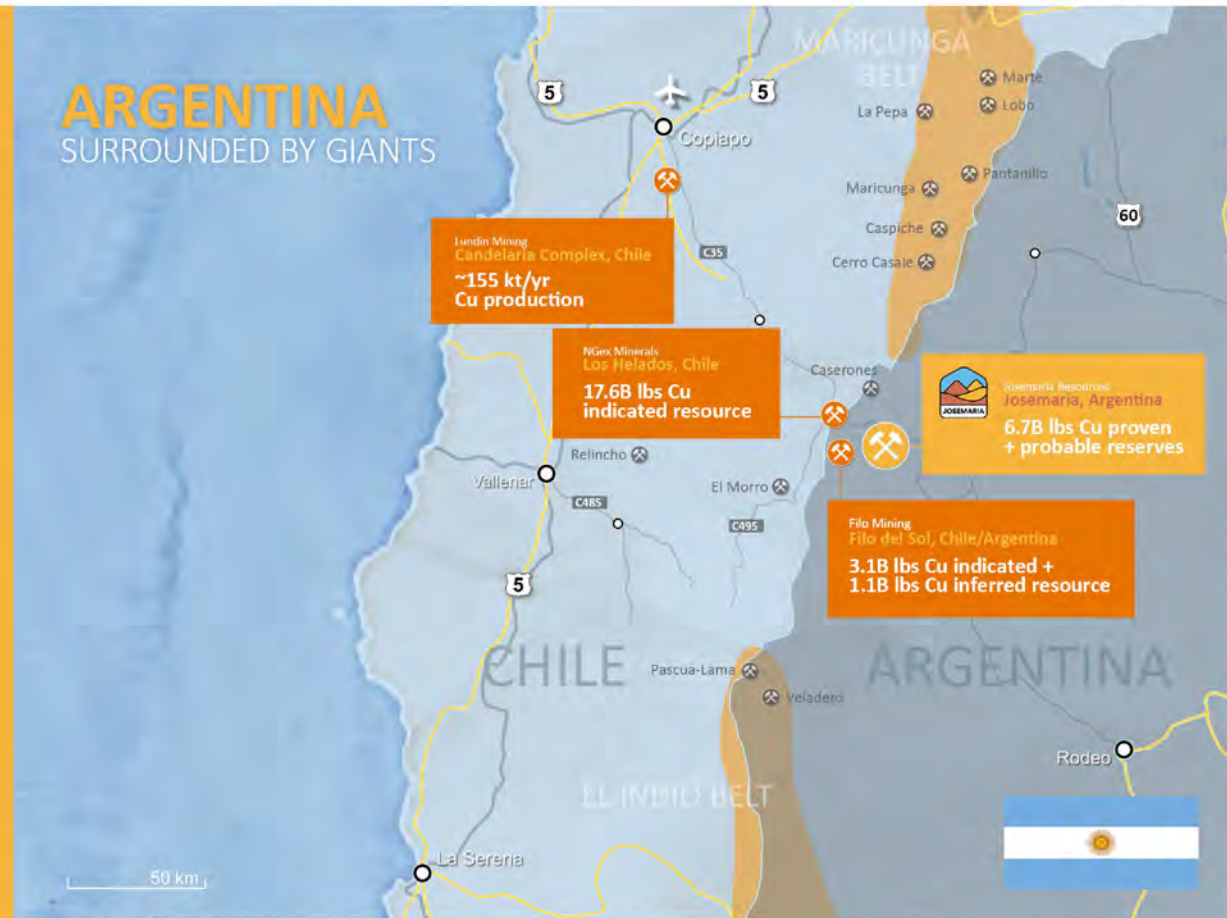 ARGENTINA
SURROUNDED BY GIANTS
MARICUNGA
BELT
Marte
Lobo
La Pepa
5
5
Copiapo
Pantanillo
Maricunga
60
Caspiche
Cerro Casale
Lundin Mining
Candelaria Complex, Chile
~155 kt/yr
Cu production
C35
NGex Minerals
Los Helados, Chile
17.6B lbs Cu
indicated resource
Caserones
JOSEMARIA
Josemaria Resources
Josemaria, Argentina
6.7B lbs Cu proven
+ probable reserves
Relincho
Vallenar
El Morro
C485
C495
Filo Mining
Filo del Sol, Chile/Argentina
3.1B lbs Cu indicated +
1.1B lbs Cu inferred resource
5
CHILE
ARGENTINA
Pascua-Lama
Veladero
Rodeo
EL INDIO BELT
La Serena
50 km